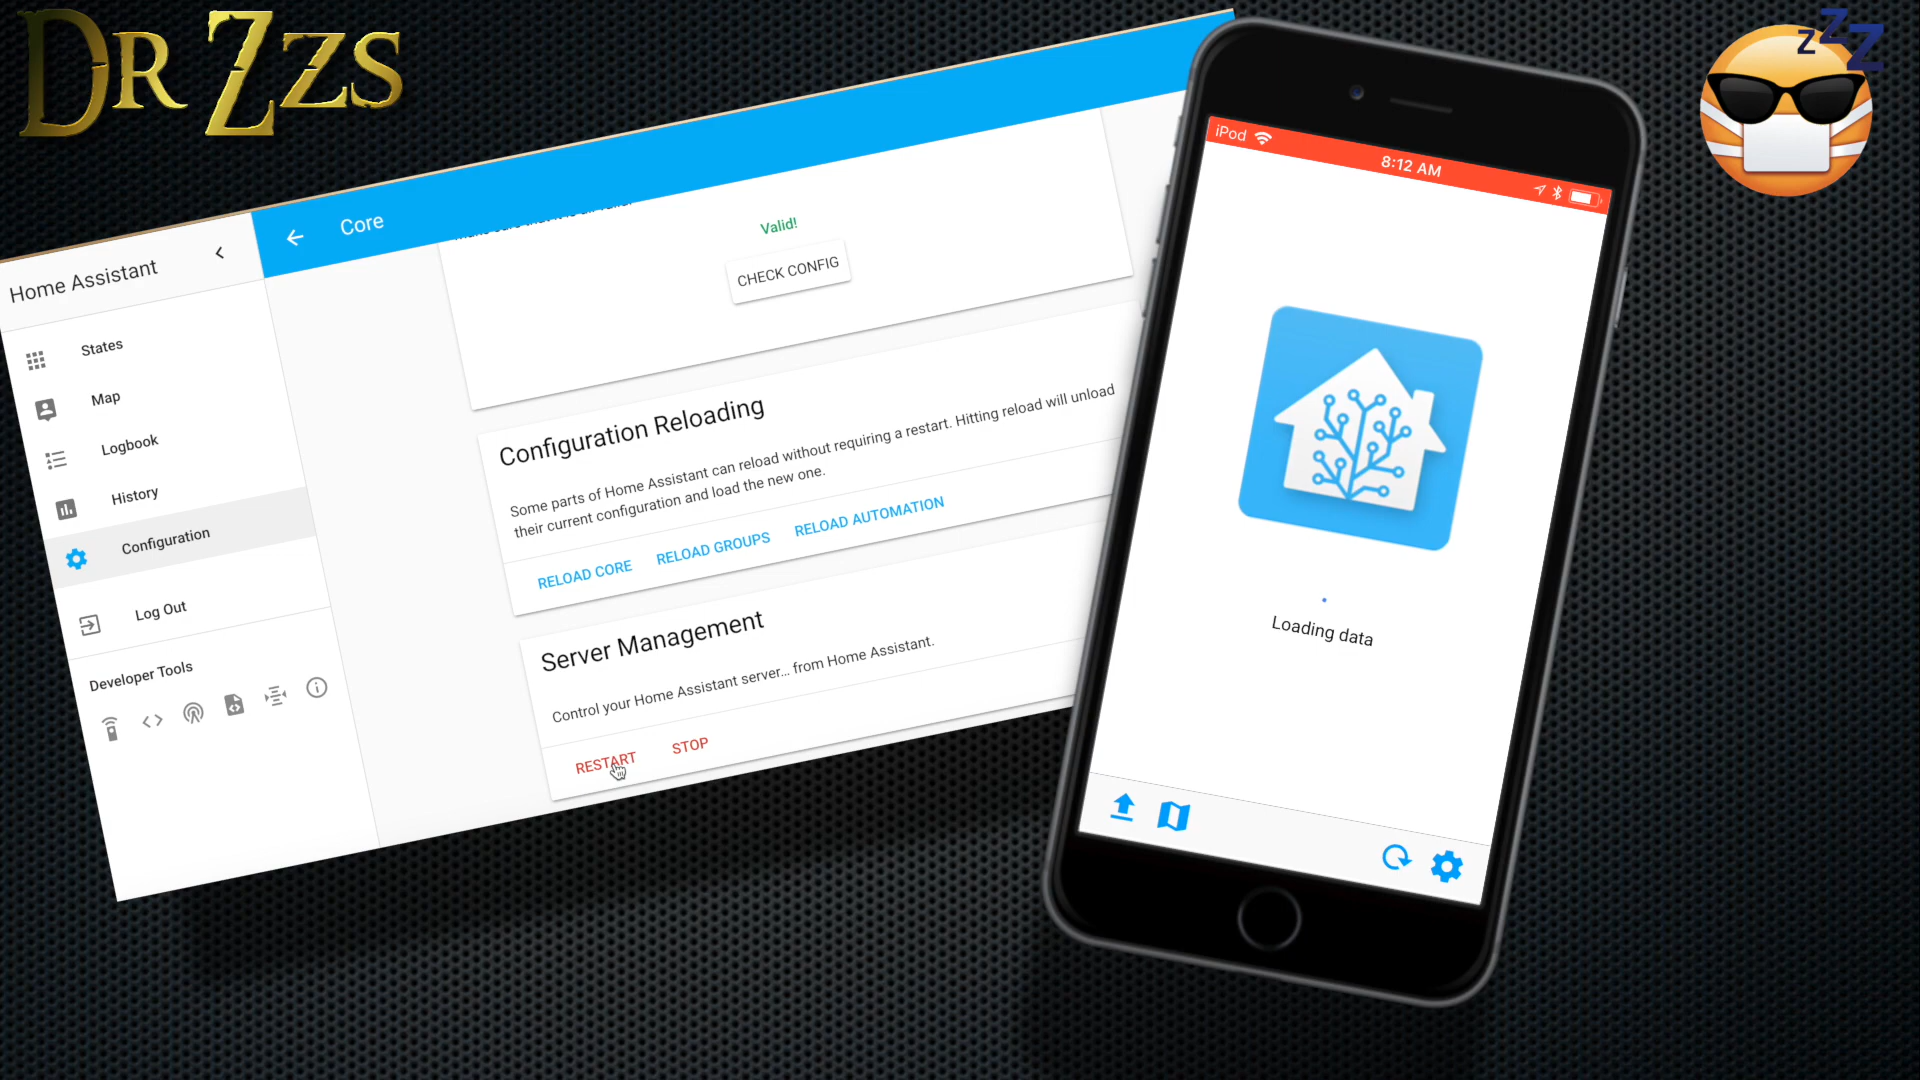 Dr Zzs
z Z Z
Core
Home Assistant
Valid!
CHECK CONFIG
States
Map
Logbook
History
Configuration
Log Out
Developer Tools
Configuration Reloading
Some parts of Home Assistant can reload without requiring a restart. Hitting reload will unload
their current configuration and load the new one.
RELOAD CORE RELOAD GROUPS RELOAD AUTOMATION
Server Management
Control your Home Assistant server... from Home Assistant.
RESTART STOP
iPod
8:12 AM
Loading data